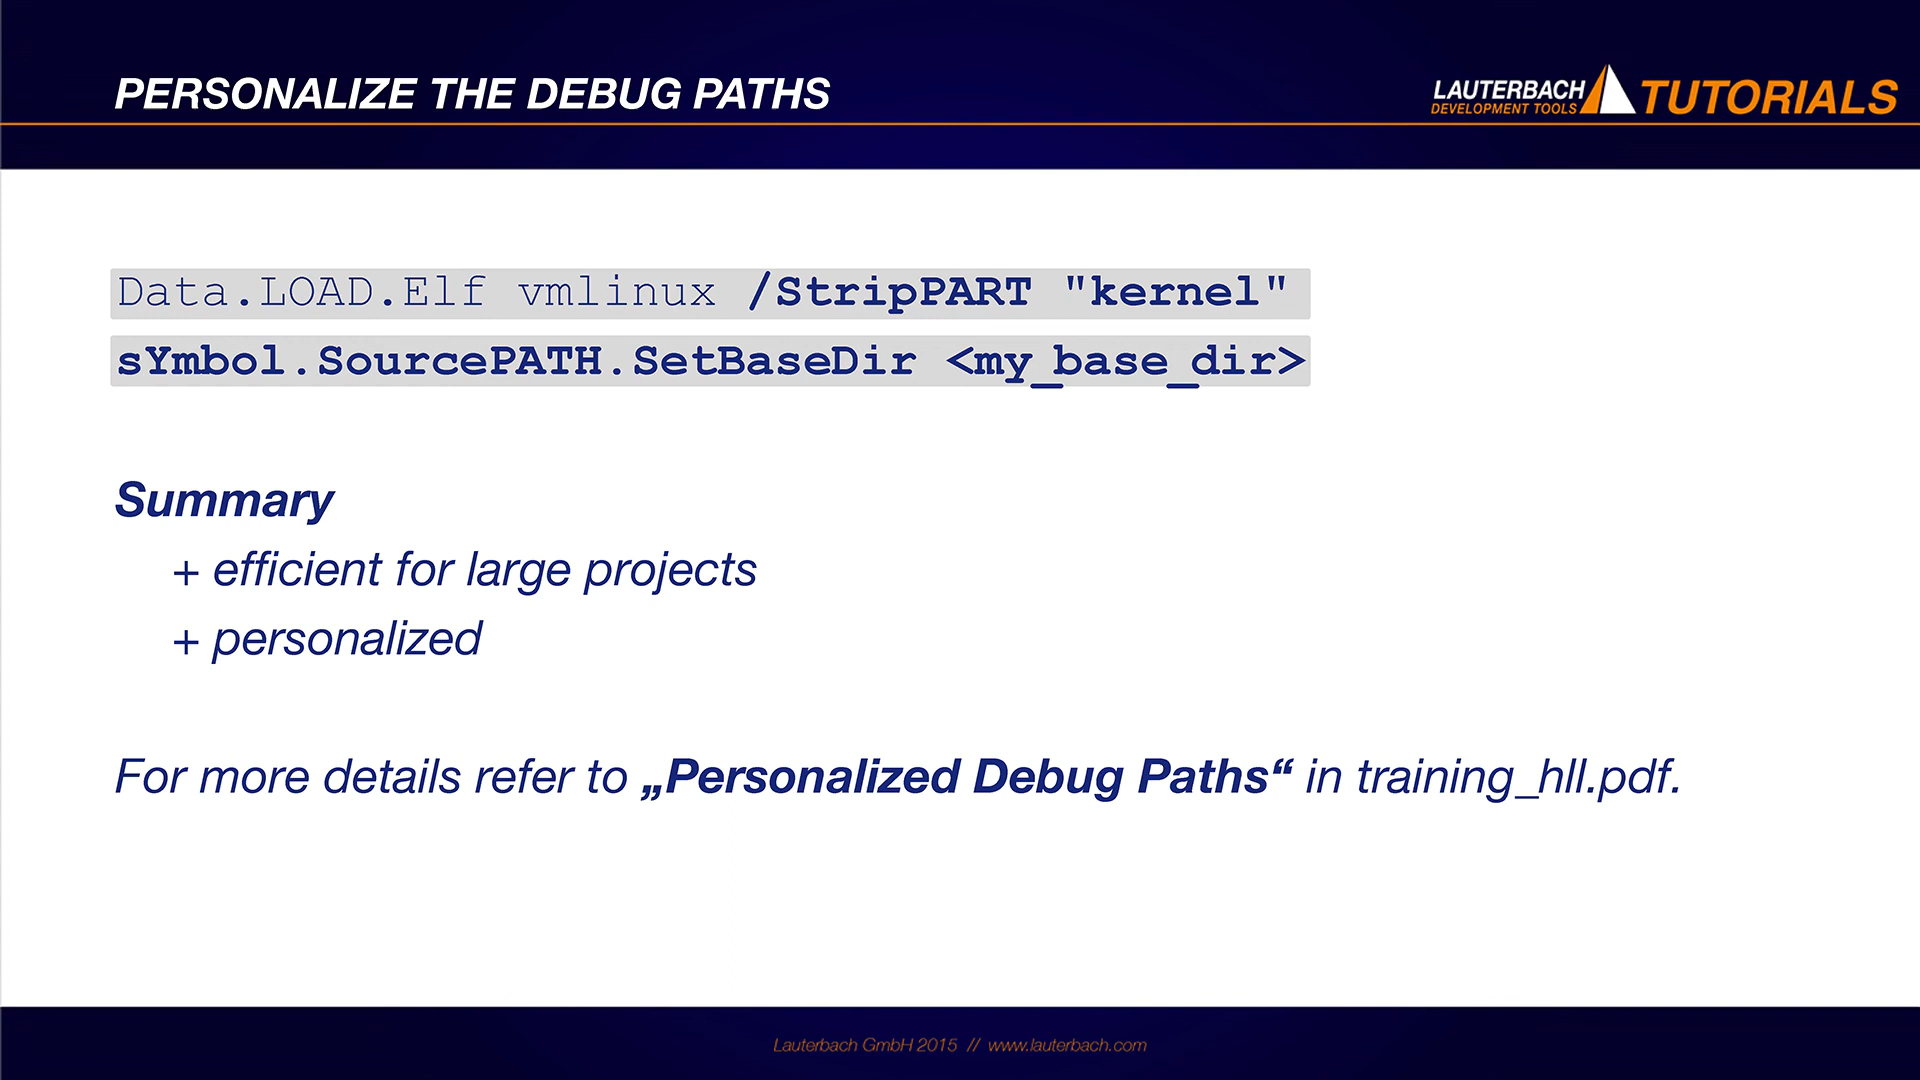 PERSONALIZE THE DEBUG PATHS
LAUTERBACH
DEVELOPMENT TOOLS
TUTORIALS
Data.LOAD.Elf vmlinux /StripPART "kernel"
sYmbol.SourcePATH.SetBaseDir <my_base_dir>
Summary
+ efficient for large projects
+ personalized
For more details refer to „Personalized Debug Paths“ in training_hll.pdf.
Lauterbach GmbH 2015 // www.lauterbach.com